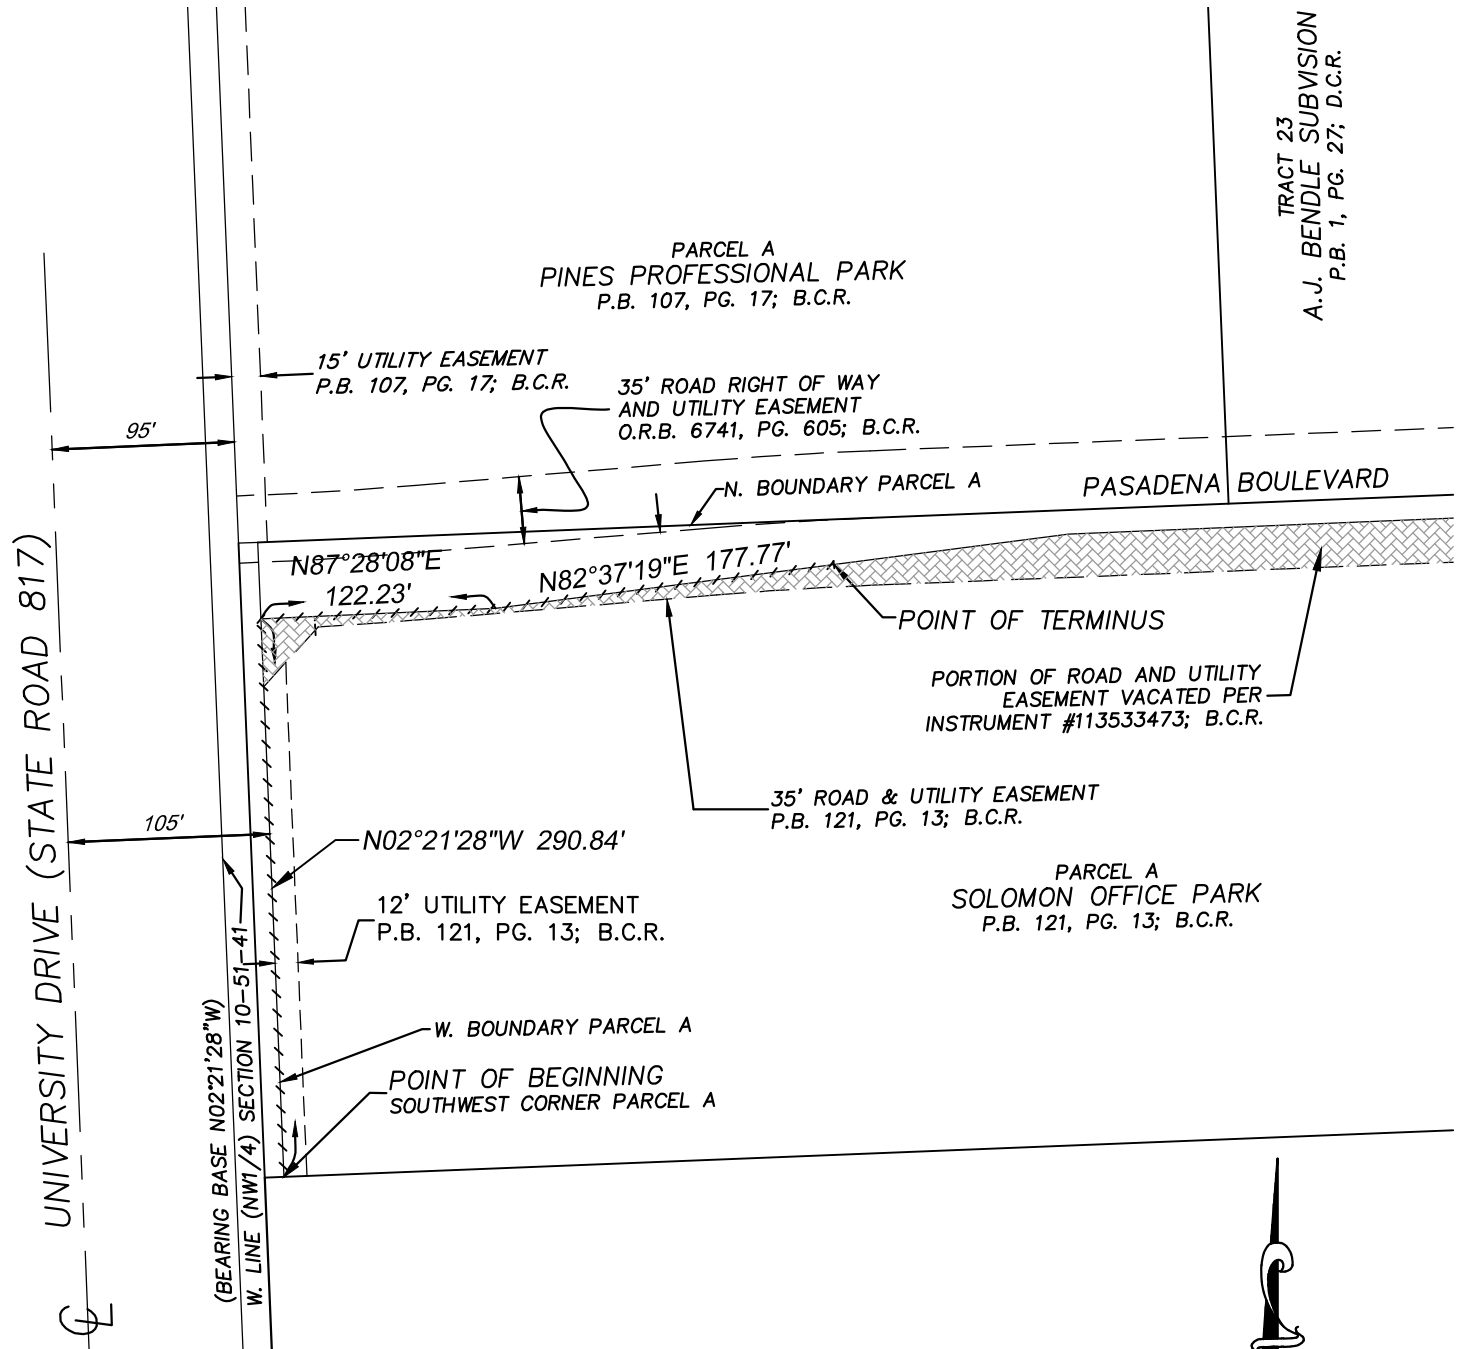 TRACT 23
A.J. BENDLE SUBVISION
P.B. 1, PG. 27; D.C.R.
PARCEL A
PINES PROFESSIONAL PARK
P.B. 107, PG. 17; B.C.R.
15' UTILITY EASEMENT
P.B. 107, PG. 17; B.C.R.
35' ROAD RIGHT OF WAY
AND UTILITY EASEMENT
O.R.B. 6741, PG. 605; B.C.R.
95'
N. BOUNDARY PARCEL A
PASADENA BOULEVARD
N87°28'08"E
122.23'
N82°37'19"E 177.77'
POINT OF TERMINUS
PORTION OF ROAD AND UTILITY
EASEMENT VACATED PER
INSTRUMENT #113533473; B.C.R.
35' ROAD & UTILITY EASEMENT
P.B. 121, PG. 13; B.C.R.
105'
N02°21'28"W 290.84'
PARCEL A
SOLOMON OFFICE PARK
P.B. 121, PG. 13; B.C.R.
12' UTILITY EASEMENT
P.B. 121, PG. 13; B.C.R.
W. BOUNDARY PARCEL A
POINT OF BEGINNING
SOUTHWEST CORNER PARCEL A
UNIVERSITY DRIVE (STATE ROAD 817)
(BEARING BASE N02°21'28"W)
W. LINE (NW1/4) SECTION 10-51-41
CL